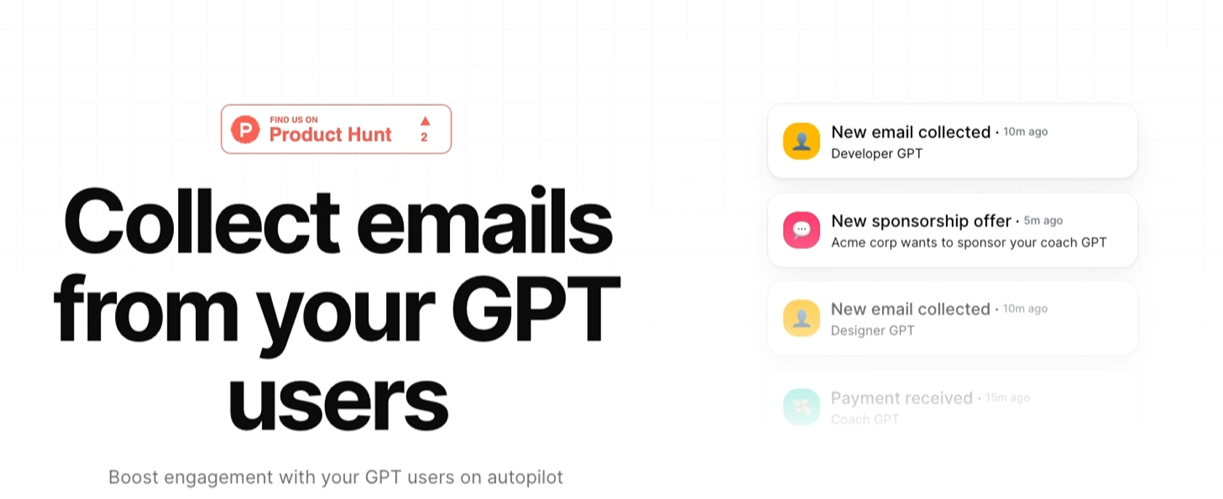 FIND US ON
Product Hunt
2
Collect emails
from your GPT
users
Boost engagement with your GPT users on autopilot
New email collected · 10m ago
Developer GPT
New sponsorship offer · 5m ago
Acme corp wants to sponsor your coach GPT
New email collected · 10m ago
Designer GPT
Payment received · 15m ago
Coach GPT